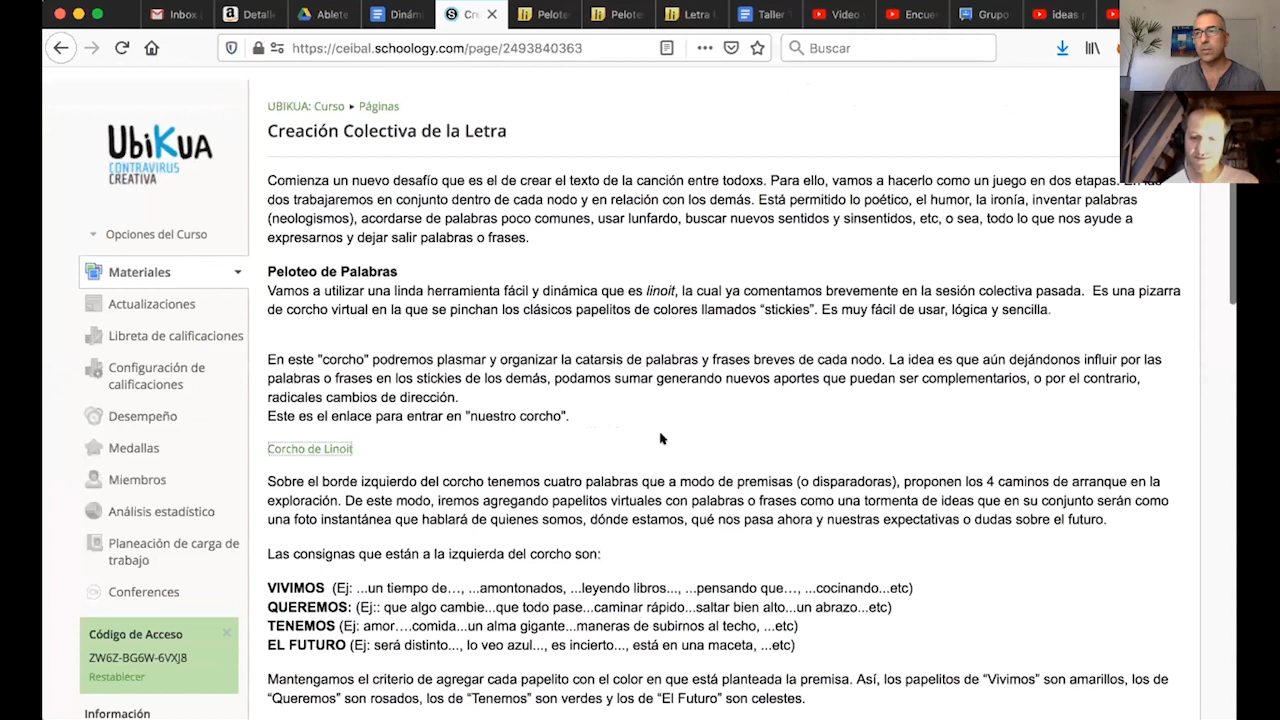 Inbox
Detall
Ablete
Dinámi
Cre
Pelote
Pelote
Letra U
Taller T
Video
Encue
Grupo
ideas p
https://ceibal.schoology.com/page/2493840363
Buscar
UBIKUA: Curso ▸ Páginas
Creación Colectiva de la Letra
UbiKUA
CONTRAVIRUS
CREATIVA
Opciones del Curso
Materiales
Actualizaciones
Libreta de calificaciones
Configuración de
calificaciones
Desempeño
Medallas
Miembros
Análisis estadístico
Planeación de carga de
trabajo
Conferences
Código de Acceso
ZW6Z-BG6W-6VXJ8
Restablecer
Información
Comienza un nuevo desafío que es el de crear el texto de la canción entre todoxs. Para ello, vamos a hacerlo como un juego en dos etapas. En las
dos trabajaremos en conjunto dentro de cada nodo y en relación con los demás. Está permitido lo poético, el humor, la ironía, inventar palabras
(neologismos), acordarse de palabras poco comunes, usar lunfardo, buscar nuevos sentidos y sinsentidos, etc, o sea, todo lo que nos ayude a
expresarnos y dejar salir palabras o frases.
Peloteo de Palabras
Vamos a utilizar una linda herramienta fácil y dinámica que es linoit, la cual ya comentamos brevemente en la sesión colectiva pasada. Es una pizarra
de corcho virtual en la que se pinchan los clásicos papelitos de colores llamados “stickies”. Es muy fácil de usar, lógica y sencilla.
En este "corcho" podremos plasmar y organizar la catarsis de palabras y frases breves de cada nodo. La idea es que aún dejándonos influir por las
palabras o frases en los stickies de los demás, podamos sumar generando nuevos aportes que puedan ser complementarios, o por el contrario,
radicales cambios de dirección.
Este es el enlace para entrar en "nuestro corcho".
Corcho de Linoit
Sobre el borde izquierdo del corcho tenemos cuatro palabras que a modo de premisas (o disparadoras), proponen los 4 caminos de arranque en la
exploración. De este modo, iremos agregando papelitos virtuales con palabras o frases como una tormenta de ideas que en su conjunto serán como
una foto instantánea que hablará de quienes somos, dónde estamos, qué nos pasa ahora y nuestras expectativas o dudas sobre el futuro.
Las consignas que están a la izquierda del corcho son:
VIVIMOS (Ej: ...un tiempo de…, ...amontonados, ...leyendo libros..., ...pensando que…, ...cocinando...etc)
QUEREMOS: (Ej:: que algo cambie...que todo pase...caminar rápido...saltar bien alto...un abrazo...etc)
TENEMOS (Ej: amor….comida...un alma gigante...maneras de subirnos al techo, ...etc)
EL FUTURO (Ej: será distinto..., lo veo azul..., es incierto..., está en una maceta, ...etc)
Mantengamos el criterio de agregar cada papelito con el color en que está planteada la premisa. Así, los papelitos de “Vivimos” son amarillos, los de
“Queremos” son rosados, los de “Tenemos” son verdes y los de “El Futuro” son celestes.